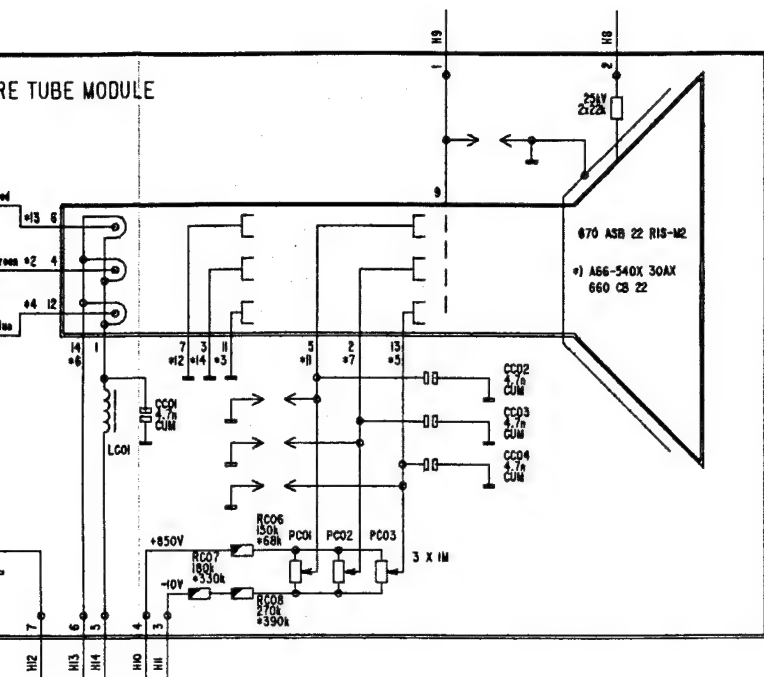 H9
H8
1
2
RE TUBE MODULE
25kV
2x22k
9
*13 6
670 ASB 22 RIS-M2
reen *2 4
*) A66-540X 30AX
660 CB 22
*4 12
14 1 7 3 11 5 2 13
*6 *12 *14 *3 *11 *7 *5
CC02
4.7n
CUM
CC01
4.7n
CUM
CC03
4.7n
CUM
LC01
CC04
4.7n
CUM
RC06
150k
*68k
PC01 PC02 PC03
+850V
RC07
180k
*330k
3 X 1M
-10V
RC08
270k
*390k
7 6 5 4 3
H12 H13 H14 H10 H11